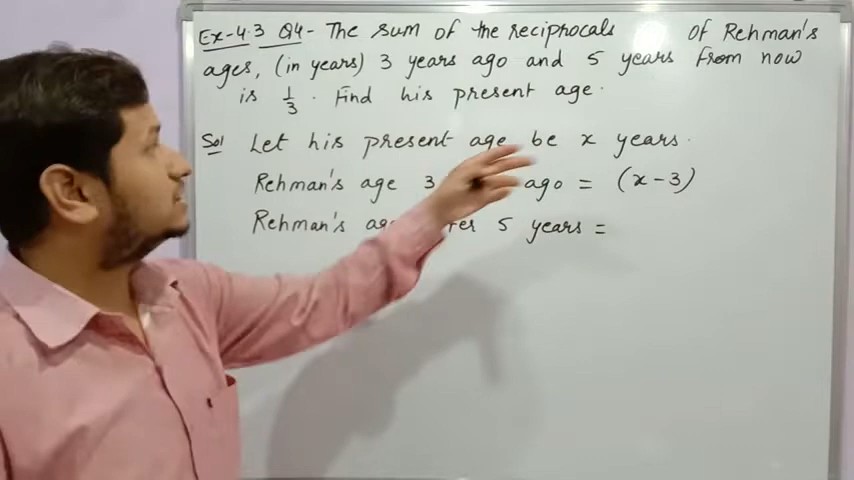 Ex-4.3 Q4- The sum of the reciprocals of Rehman's
ages, (in years) 3 years ago and 5 years from now
is 1/3. Find his present age.
Sol Let his present age be x years.
Rehman's age 3 ago = (x-3)
Rehman's 5 years =